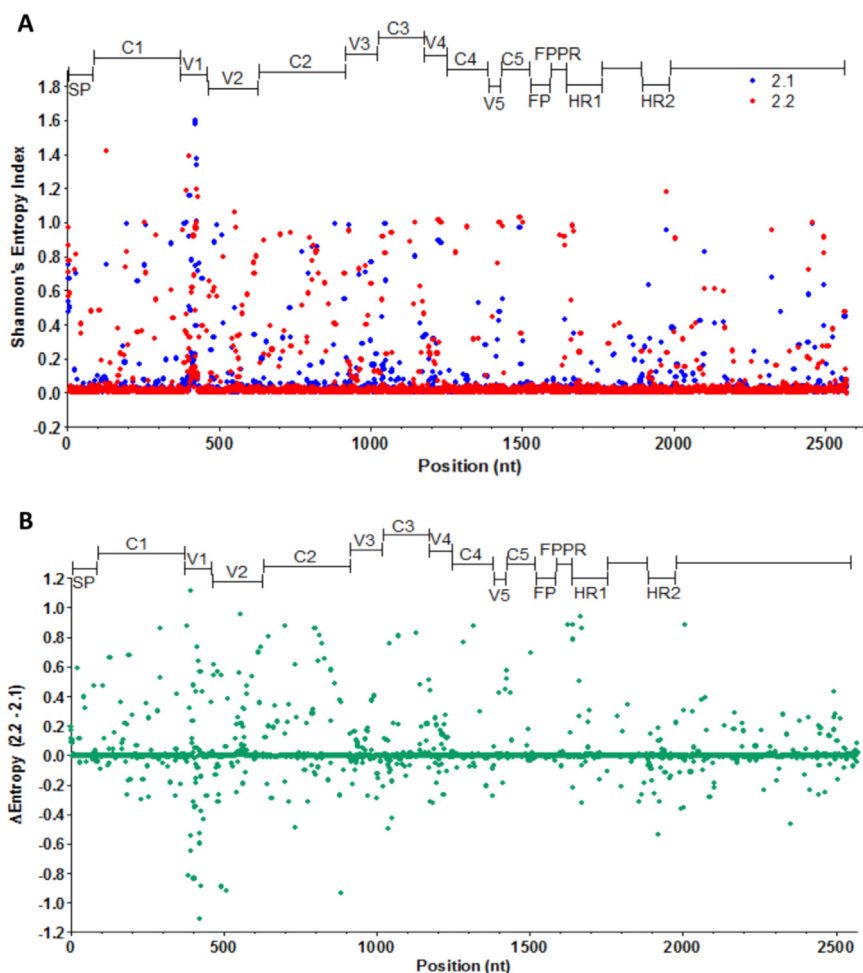 A
C3
V3 V4
C1 C2 C4 C5 FPPR
V1
SP V2 V5 FP HR1 HR2
2.1
2.2
1.8
1.6
1.4
1.2
1.0
0.8
0.6
0.4
0.2
0.0
-0.2
Shannon's Entropy Index
0 500 1000 1500 2000 2500
Position (nt)
B
C3
V3 V4
C1 C2 C4 C5 FPPR
V1
SP V2 V5 FP HR1 HR2
1.2
1.0
0.8
0.6
0.4
0.2
0.0
-0.2
-0.4
-0.6
-0.8
-1.0
-1.2
ΔEntropy (2.2 - 2.1)
0 500 1000 1500 2000 2500
Position (nt)